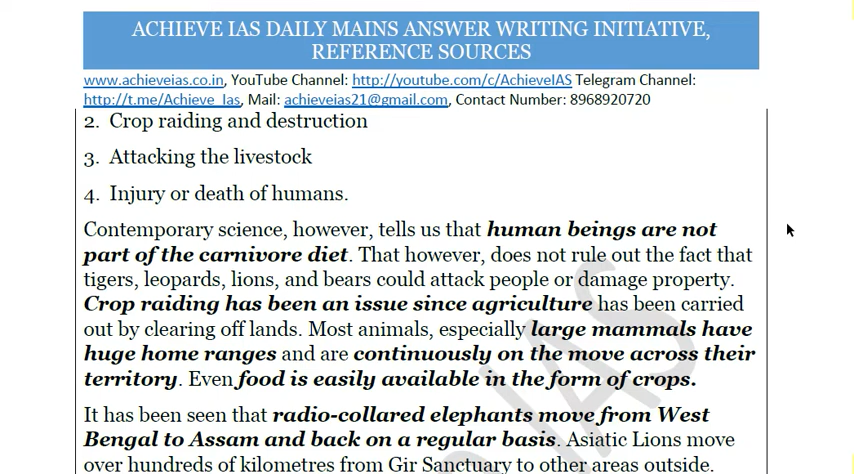 ACHIEVE IAS DAILY MAINS ANSWER WRITING INITIATIVE,
REFERENCE SOURCES
www.achieveias.co.in, YouTube Channel: http://youtube.com/c/AchieveIAS Telegram Channel:
http://t.me/Achieve_Ias, Mail: achieveias21@gmail.com, Contact Number: 8968920720
2. Crop raiding and destruction
3. Attacking the livestock
4. Injury or death of humans.
Contemporary science, however, tells us that human beings are not
part of the carnivore diet. That however, does not rule out the fact that
tigers, leopards, lions, and bears could attack people or damage property.
Crop raiding has been an issue since agriculture has been carried
out by clearing off lands. Most animals, especially large mammals have
huge home ranges and are continuously on the move across their
territory. Even food is easily available in the form of crops.
It has been seen that radio-collared elephants move from West
Bengal to Assam and back on a regular basis. Asiatic Lions move
over hundreds of kilometres from Gir Sanctuary to other areas outside.